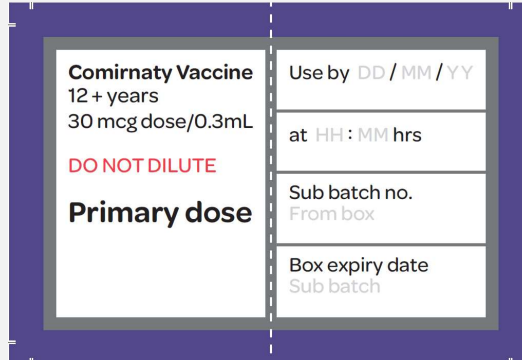 Comirnaty Vaccine
12+ years
30 mcg dose/0.3mL
DO NOT DILUTE
Primary dose
Use by DD / MM / YY
at HH : MM hrs
Sub batch no.
From box
Box expiry date
Sub batch